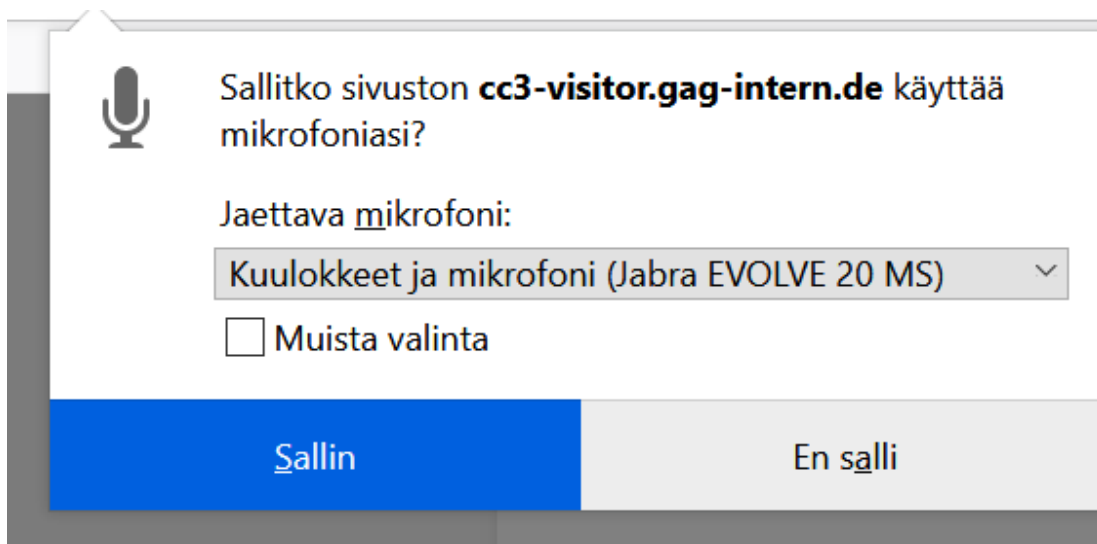 Sallitko sivuston cc3-visitor.gag-intern.de käyttää
mikrofoniasi?
Jaettava mikrofoni:
Kuulokkeet ja mikrofoni (Jabra EVOLVE 20 MS)
Muista valinta
Sallin
En salli